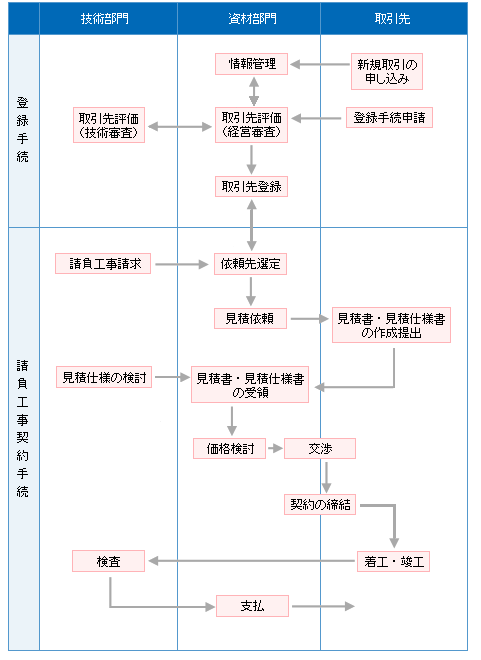 技術部門
資材部門
取引先
登録手続
情報管理
新規取引の
申し込み
取引先評価
（技術審査）
取引先評価
（経営審査）
登録手続申請
取引先登録
請負工事契約手続
請負工事請求
依頼先選定
見積依頼
見積書・見積仕様書
の作成提出
見積仕様の検討
見積書・見積仕様書
の受領
価格検討
交渉
契約の締結
検査
着工・竣工
支払